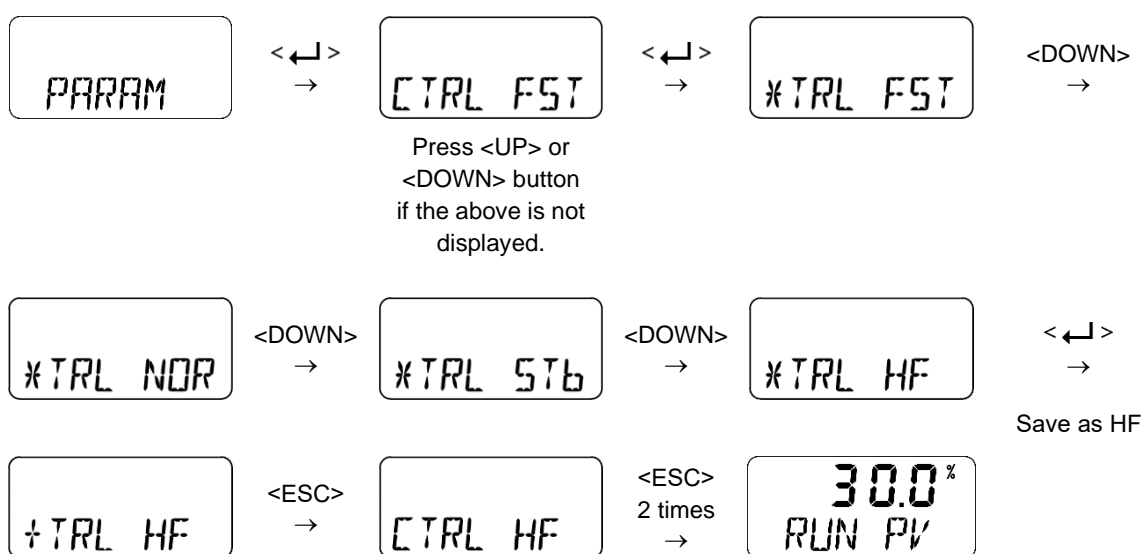 PARAM
< ↵ >
→
CTRL FST
< ↵ >
→
*TRL FST
<DOWN>
→
Press <UP> or
<DOWN> button
if the above is not
displayed.
*TRL NOR
<DOWN>
→
*TRL STb
<DOWN>
→
*TRL HF
< ↵ >
→
Save as HF
+TRL HF
<ESC>
→
CTRL HF
<ESC>
2 times
→
30.0%
RUN PV